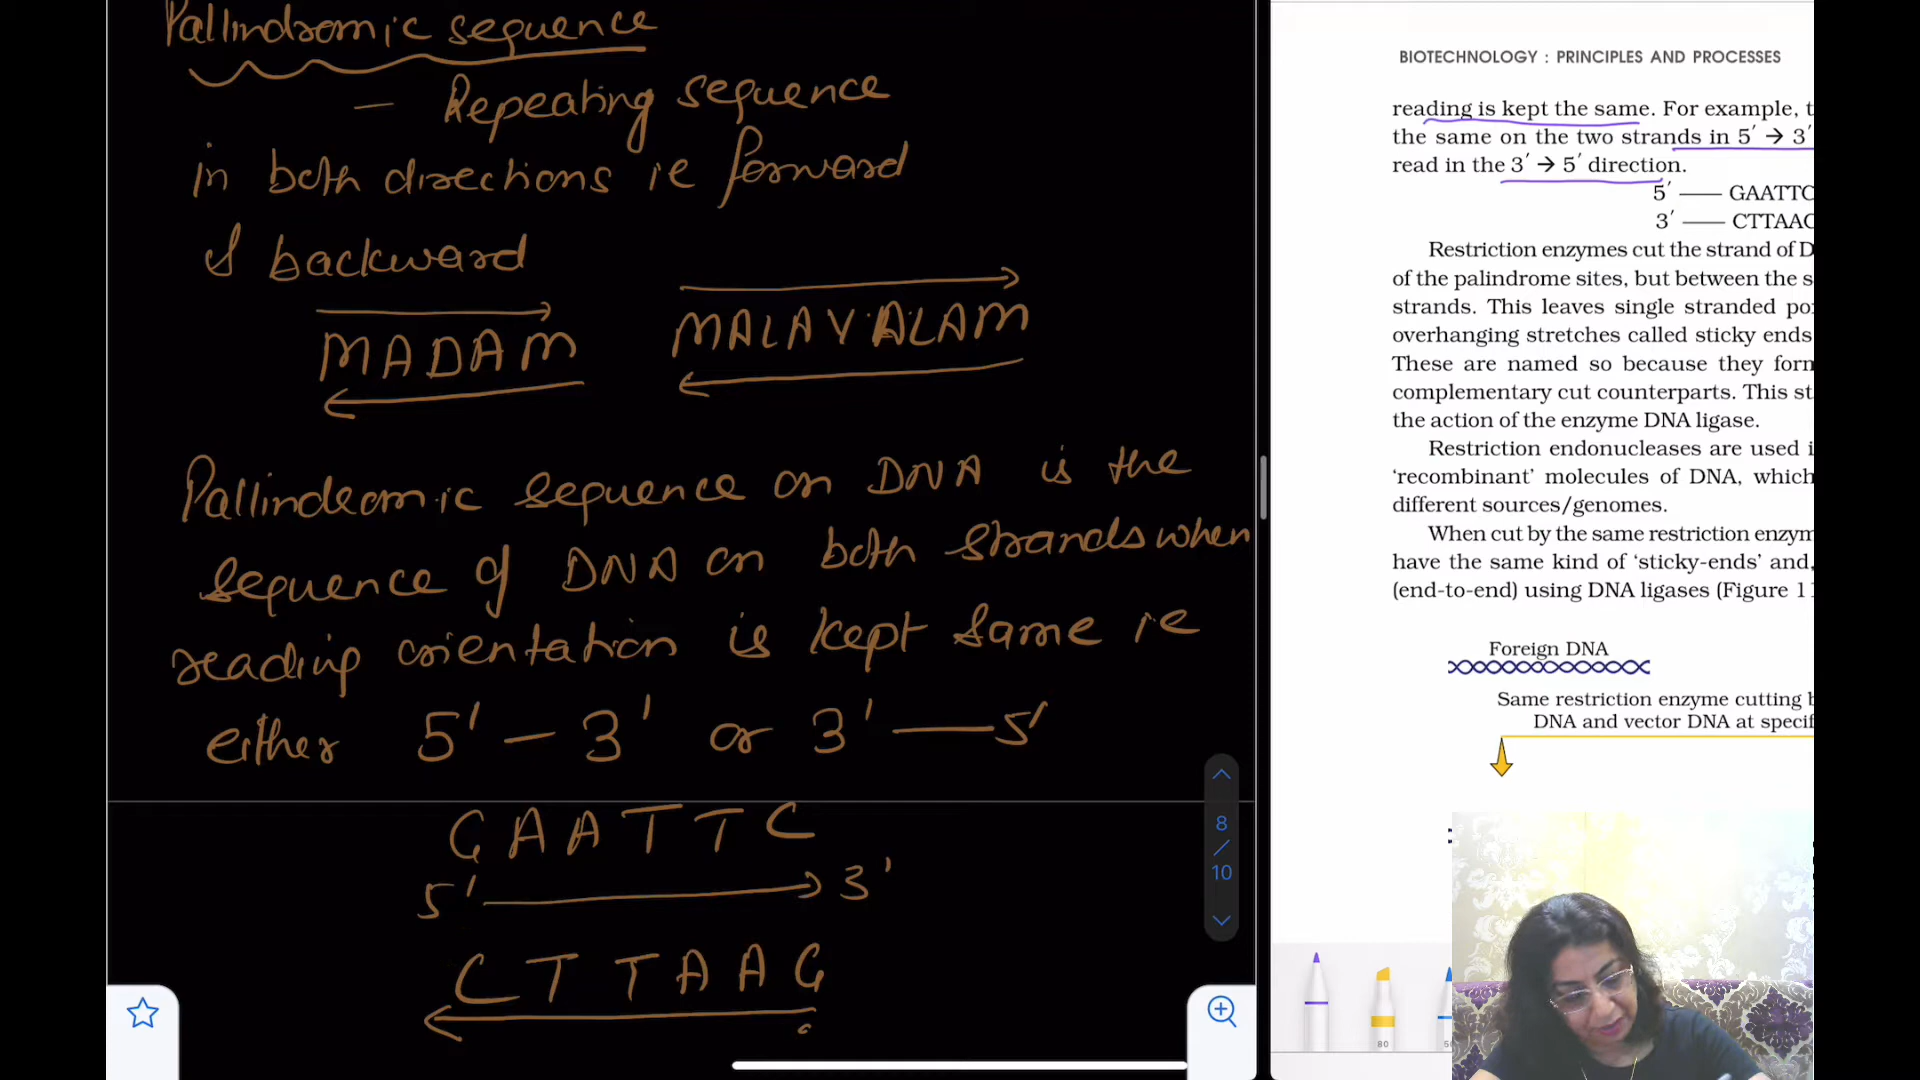 Pallindromic sequence
— Repeating sequence
in both directions ie forward
& backward
MADAM MALAYALAM
Pallindromic sequence on DNA is the
sequence of DNA on both strands when
reading orientation is kept same ie
either 5' — 3' or 3' — 5'
GAATTC
5' 3'
CTTAAG
8
/
10
BIOTECHNOLOGY : PRINCIPLES AND PROCESSES
reading is kept the same. For example, t
the same on the two strands in 5′ → 3′
read in the 3′ → 5′ direction.
5′ —— GAATTC
3′ —— CTTAAG
Restriction enzymes cut the strand of D
of the palindrome sites, but between the s
strands. This leaves single stranded po
overhanging stretches called sticky ends
These are named so because they form
complementary cut counterparts. This st
the action of the enzyme DNA ligase.
Restriction endonucleases are used i
‘recombinant’ molecules of DNA, which
different sources/genomes.
When cut by the same restriction enzym
have the same kind of ‘sticky-ends’ and,
(end-to-end) using DNA ligases (Figure 11
Foreign DNA
Same restriction enzyme cutting b
DNA and vector DNA at specif
80